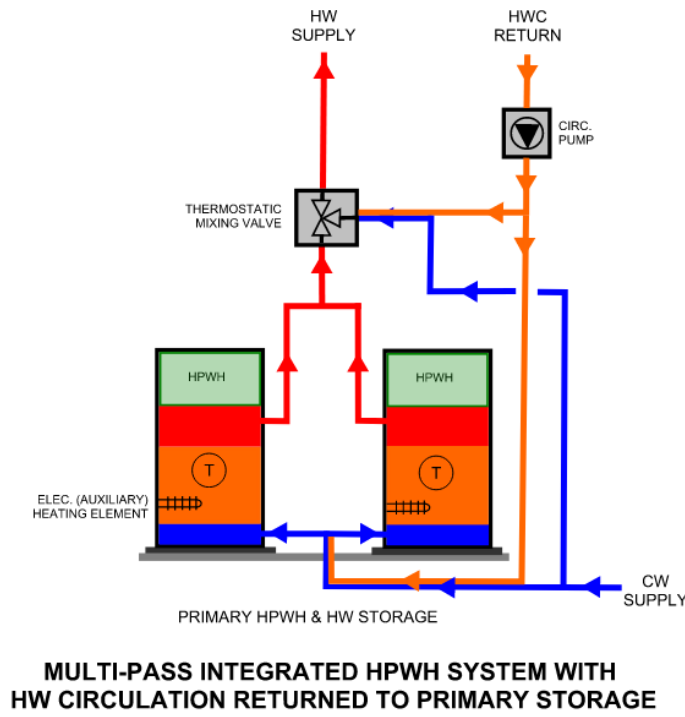 HW
SUPPLY
HWC
RETURN
CIRC.
PUMP
THERMOSTATIC
MIXING VALVE
HPWH
HPWH
T
T
ELEC. (AUXILIARY)
HEATING ELEMENT
CW
SUPPLY
PRIMARY HPWH & HW STORAGE
MULTI-PASS INTEGRATED HPWH SYSTEM WITH
HW CIRCULATION RETURNED TO PRIMARY STORAGE